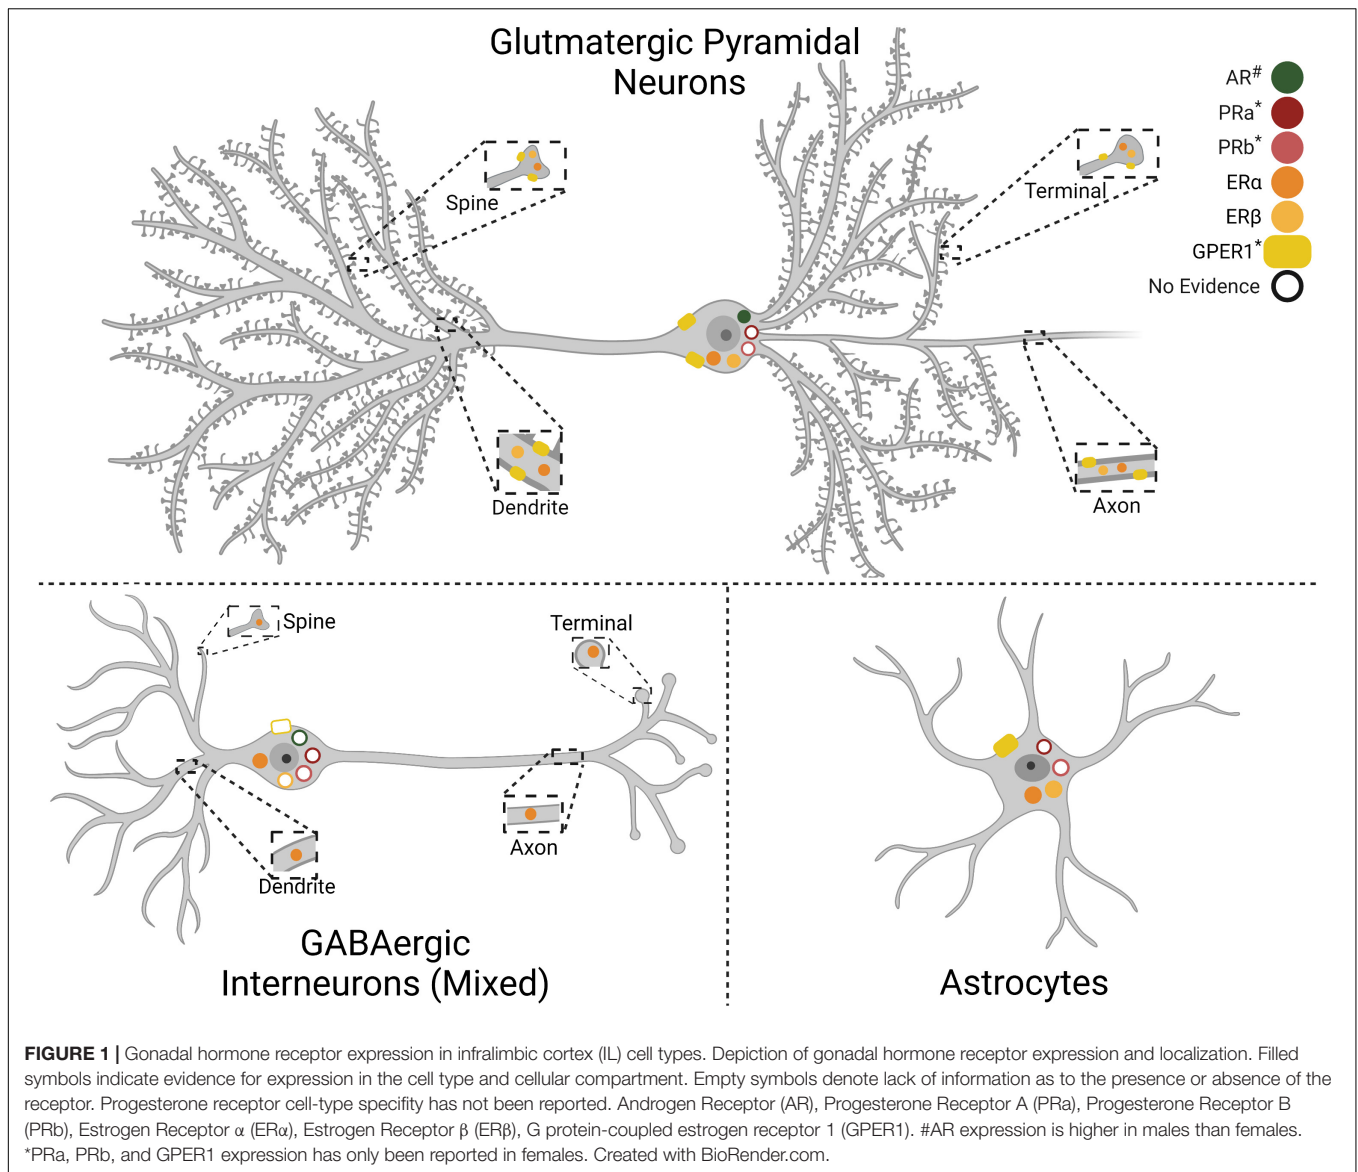 Glutmatergic Pyramidal
Neurons
AR#
PRa*
PRb*
ERα
ERβ
GPER1*
No Evidence
Spine
Terminal
Dendrite
Axon
Spine
Terminal
Axon
Dendrite
GABAergic
Interneurons (Mixed)
Astrocytes
FIGURE 1 | Gonadal hormone receptor expression in infralimbic cortex (IL) cell types. Depiction of gonadal hormone receptor expression and localization. Filled
symbols indicate evidence for expression in the cell type and cellular compartment. Empty symbols denote lack of information as to the presence or absence of the
receptor. Progesterone receptor cell-type specifity has not been reported. Androgen Receptor (AR), Progesterone Receptor A (PRa), Progesterone Receptor B
(PRb), Estrogen Receptor α (ERα), Estrogen Receptor β (ERβ), G protein-coupled estrogen receptor 1 (GPER1). #AR expression is higher in males than females.
*PRa, PRb, and GPER1 expression has only been reported in females. Created with BioRender.com.